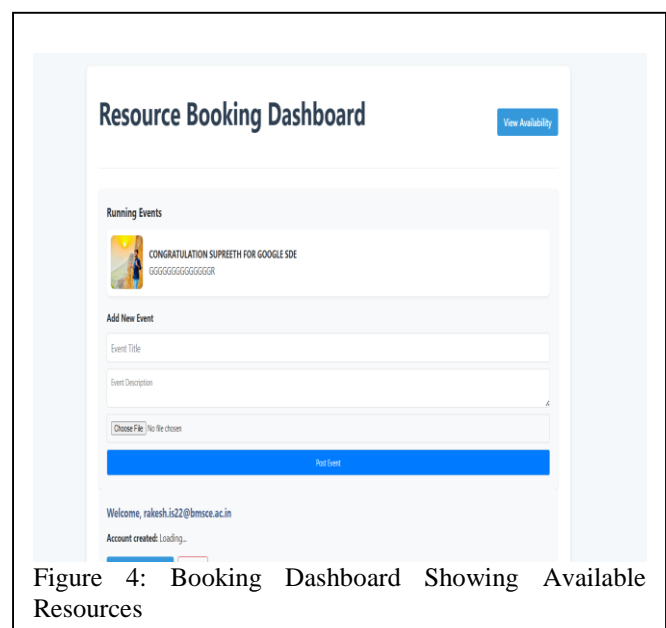 Resource Booking Dashboard
View Availability
Running Events
CONGRATULATION SUPREETH FOR GOOGLE SDE
GGGGGGGGGGGGGGR
Add New Event
Event Title
Event Description
Choose File No file chosen
Post Event
Welcome, rakesh.is22@bmsce.ac.in
Account created: Loading...
Figure 4: Booking Dashboard Showing Available
Resources